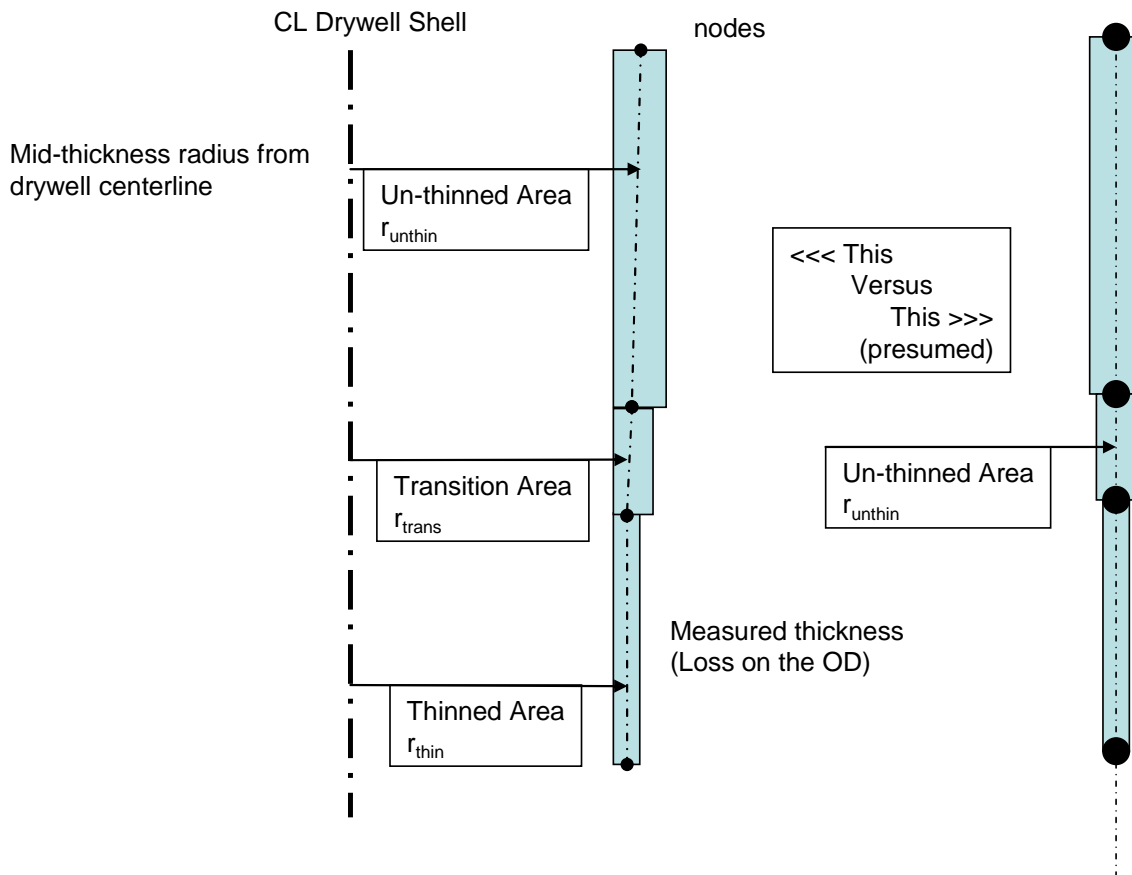 CL Drywell Shell
nodes
Mid-thickness radius from
drywell centerline
Un-thinned Area
r_unthin
<<< This
Versus
This >>>
(presumed)
Transition Area
r_trans
Un-thinned Area
r_unthin
Measured thickness
(Loss on the OD)
Thinned Area
r_thin